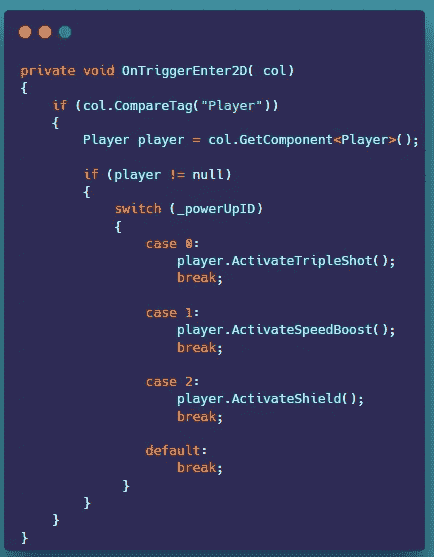 private void OnTriggerEnter2D( col)
{
    if (col.CompareTag("Player"))
    {
        Player player = col.GetComponent<Player>();

        if (player != null)
        {
            switch (_powerUpID)
            {
                case 0:
                    player.ActivateTripleShot();
                    break;

                case 1:
                    player.ActivateSpeedBoost();
                    break;

                case 2:
                    player.ActivateShield();
                    break;

                default:
                    break;
             }
        }
    }
}